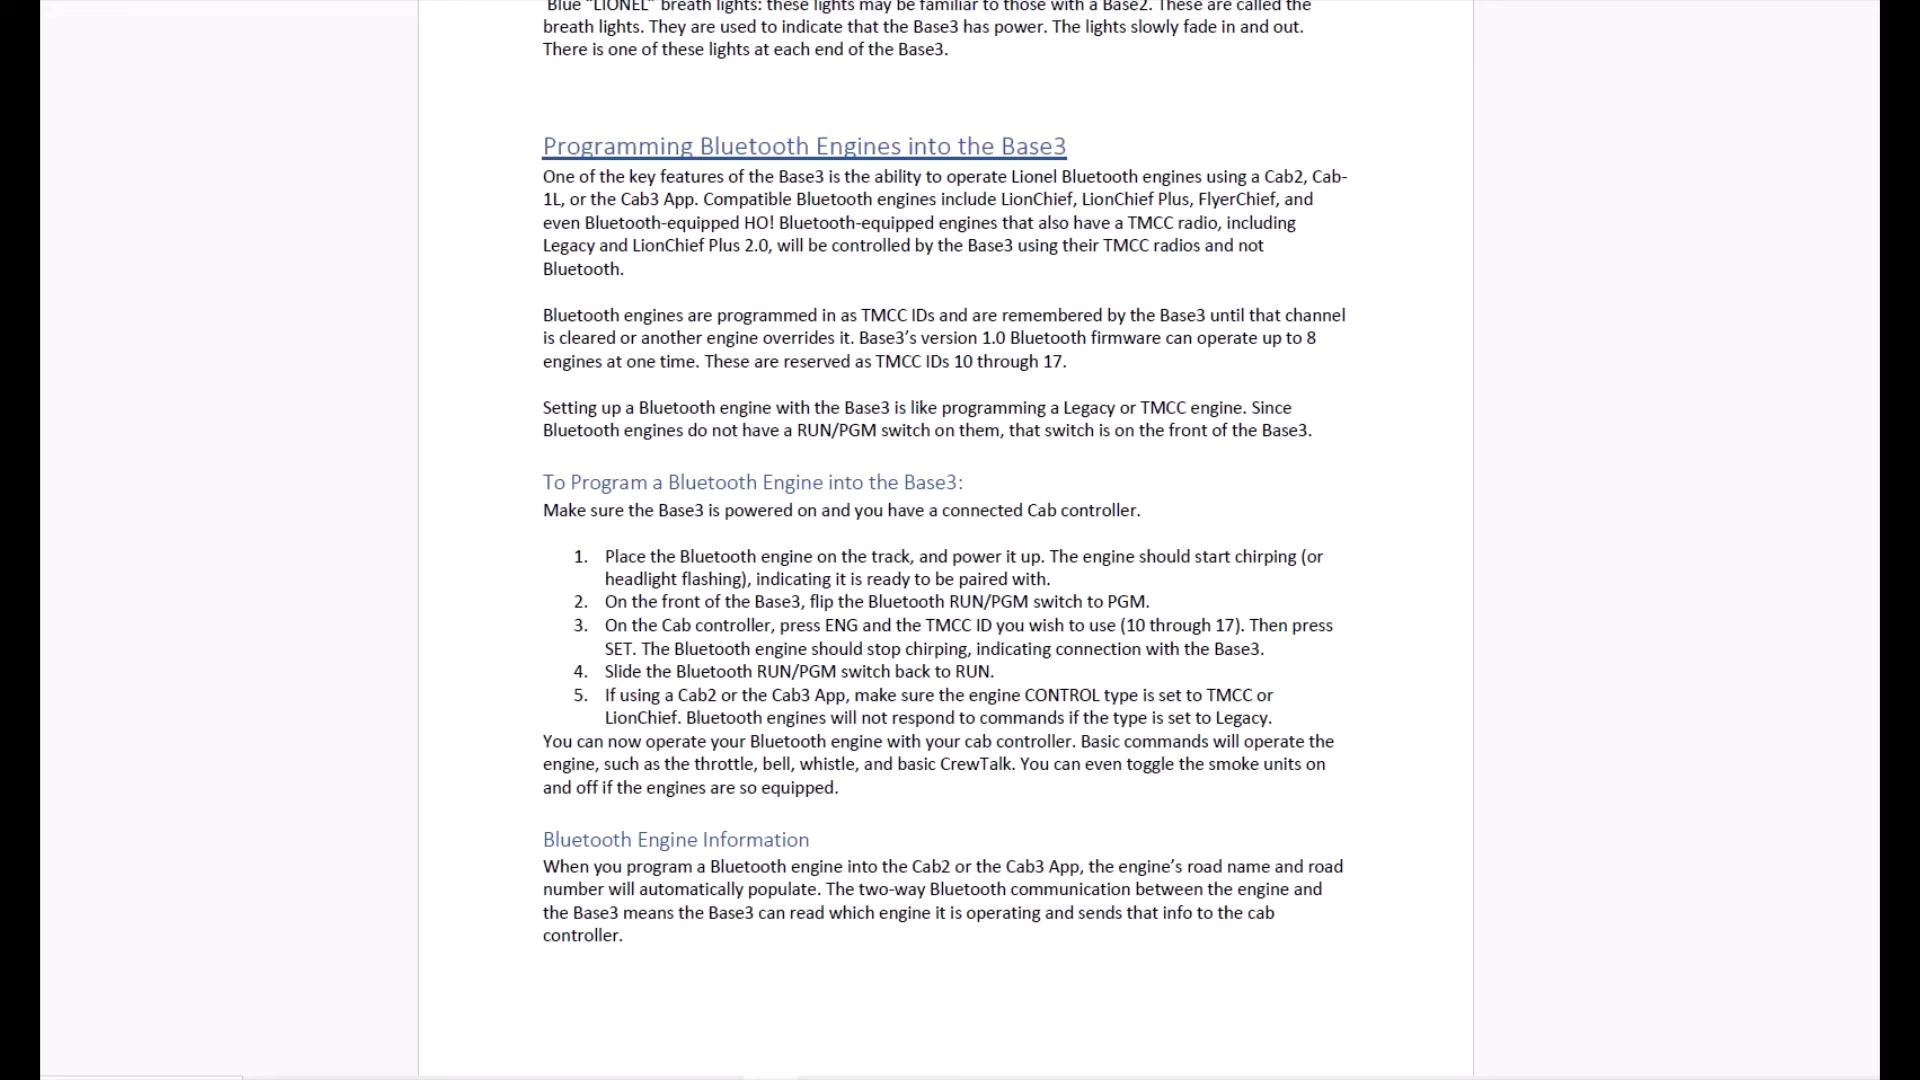 Blue "LIONEL" breath lights: these lights may be familiar to those with a Base2. These are called the
breath lights. They are used to indicate that the Base3 has power. The lights slowly fade in and out.
There is one of these lights at each end of the Base3.
Programming Bluetooth Engines into the Base3
One of the key features of the Base3 is the ability to operate Lionel Bluetooth engines using a Cab2, Cab-
1L, or the Cab3 App. Compatible Bluetooth engines include LionChief, LionChief Plus, FlyerChief, and
even Bluetooth-equipped HO! Bluetooth-equipped engines that also have a TMCC radio, including
Legacy and LionChief Plus 2.0, will be controlled by the Base3 using their TMCC radios and not
Bluetooth.
Bluetooth engines are programmed in as TMCC IDs and are remembered by the Base3 until that channel
is cleared or another engine overrides it. Base3’s version 1.0 Bluetooth firmware can operate up to 8
engines at one time. These are reserved as TMCC IDs 10 through 17.
Setting up a Bluetooth engine with the Base3 is like programming a Legacy or TMCC engine. Since
Bluetooth engines do not have a RUN/PGM switch on them, that switch is on the front of the Base3.
To Program a Bluetooth Engine into the Base3:
Make sure the Base3 is powered on and you have a connected Cab controller.
1. Place the Bluetooth engine on the track, and power it up. The engine should start chirping (or
headlight flashing), indicating it is ready to be paired with.
2. On the front of the Base3, flip the Bluetooth RUN/PGM switch to PGM.
3. On the Cab controller, press ENG and the TMCC ID you wish to use (10 through 17). Then press
SET. The Bluetooth engine should stop chirping, indicating connection with the Base3.
4. Slide the Bluetooth RUN/PGM switch back to RUN.
5. If using a Cab2 or the Cab3 App, make sure the engine CONTROL type is set to TMCC or
LionChief. Bluetooth engines will not respond to commands if the type is set to Legacy.
You can now operate your Bluetooth engine with your cab controller. Basic commands will operate the
engine, such as the throttle, bell, whistle, and basic CrewTalk. You can even toggle the smoke units on
and off if the engines are so equipped.
Bluetooth Engine Information
When you program a Bluetooth engine into the Cab2 or the Cab3 App, the engine’s road name and road
number will automatically populate. The two-way Bluetooth communication between the engine and
the Base3 means the Base3 can read which engine it is operating and sends that info to the cab
controller.